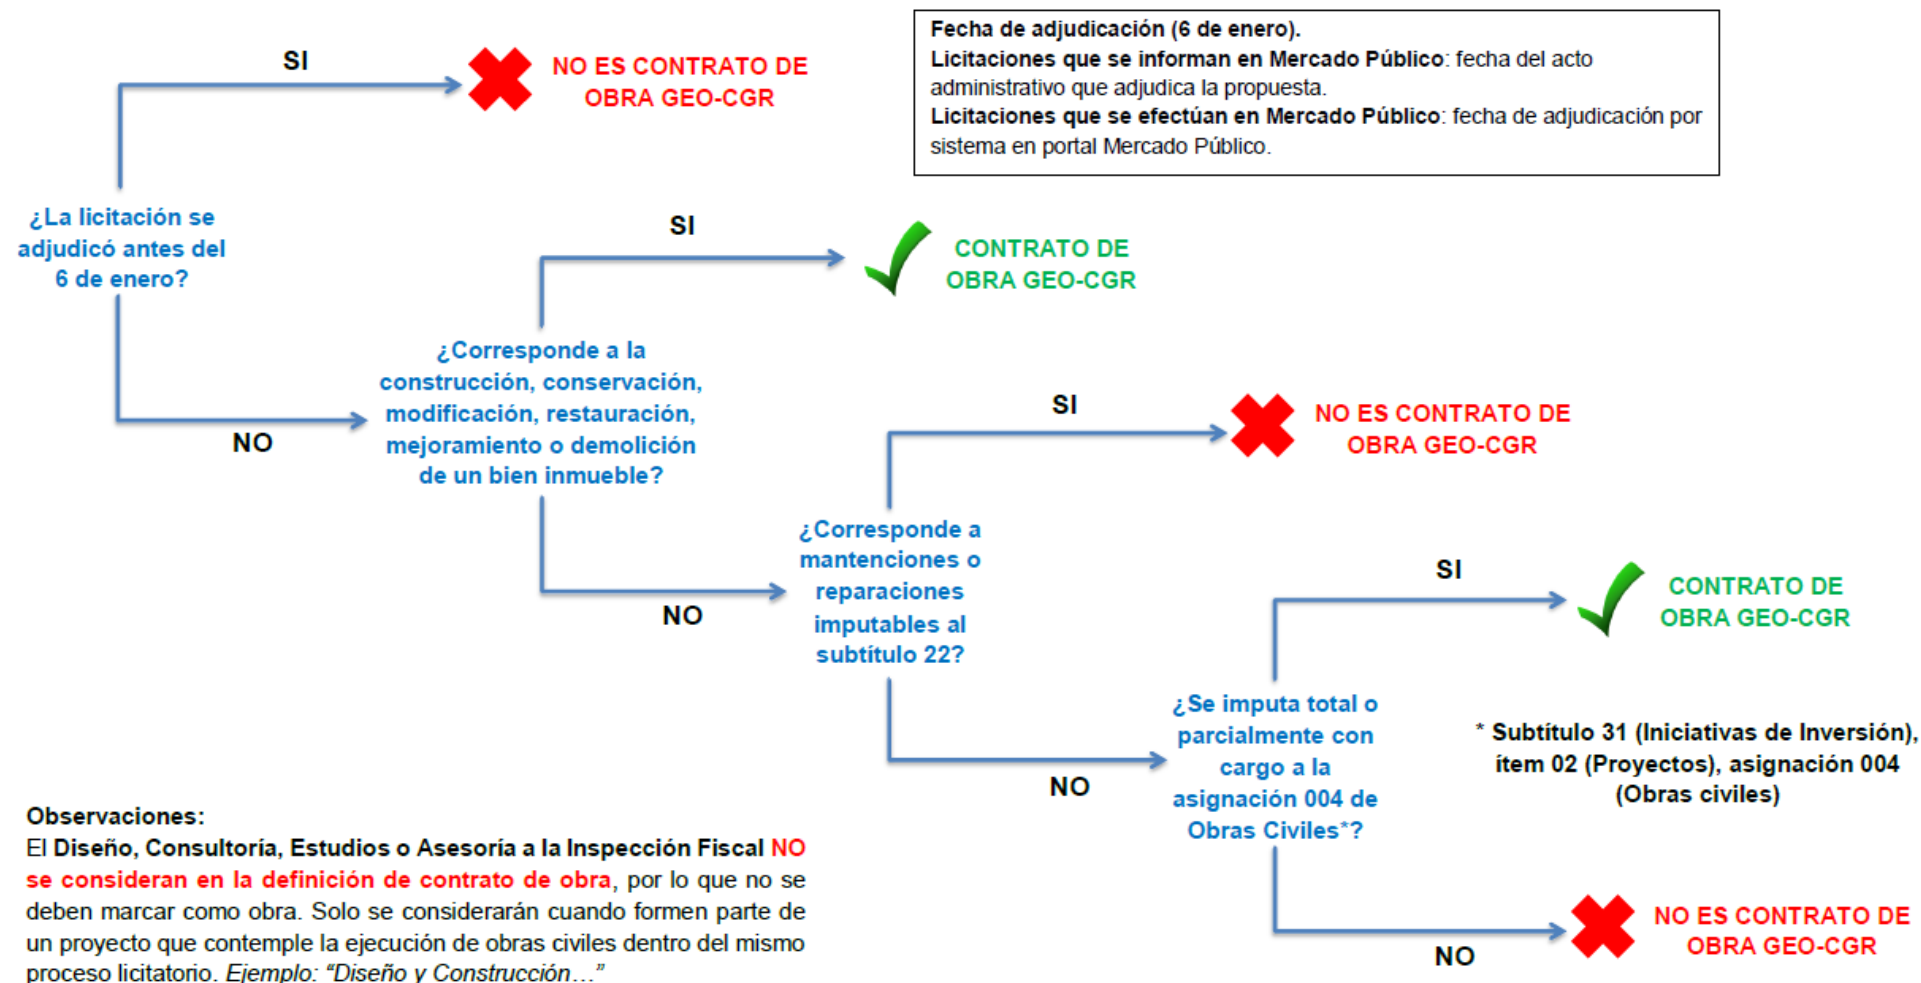 Fecha de adjudicación (6 de enero).
Licitaciones que se informan en Mercado Público: fecha del acto
administrativo que adjudica la propuesta.
Licitaciones que se efectúan en Mercado Público: fecha de adjudicación por
sistema en portal Mercado Público.
SI
NO ES CONTRATO DE
OBRA GEO-CGR
¿La licitación se
adjudicó antes del
6 de enero?
NO
SI
CONTRATO DE
OBRA GEO-CGR
¿Corresponde a la
construcción, conservación,
modificación, restauración,
mejoramiento o demolición
de un bien inmueble?
NO
SI
NO ES CONTRATO DE
OBRA GEO-CGR
¿Corresponde a
mantenciones o
reparaciones
imputables al
subtítulo 22?
NO
SI
CONTRATO DE
OBRA GEO-CGR
¿Se imputa total o
parcialmente con
cargo a la
asignación 004 de
Obras Civiles*?
* Subtítulo 31 (Iniciativas de Inversión),
ítem 02 (Proyectos), asignación 004
(Obras civiles)
NO
NO ES CONTRATO DE
OBRA GEO-CGR
Observaciones:
El Diseño, Consultoría, Estudios o Asesoría a la Inspección Fiscal NO
se consideran en la definición de contrato de obra, por lo que no se
deben marcar como obra. Solo se considerarán cuando formen parte de
un proyecto que contemple la ejecución de obras civiles dentro del mismo
proceso licitatorio. Ejemplo: “Diseño y Construcción…”